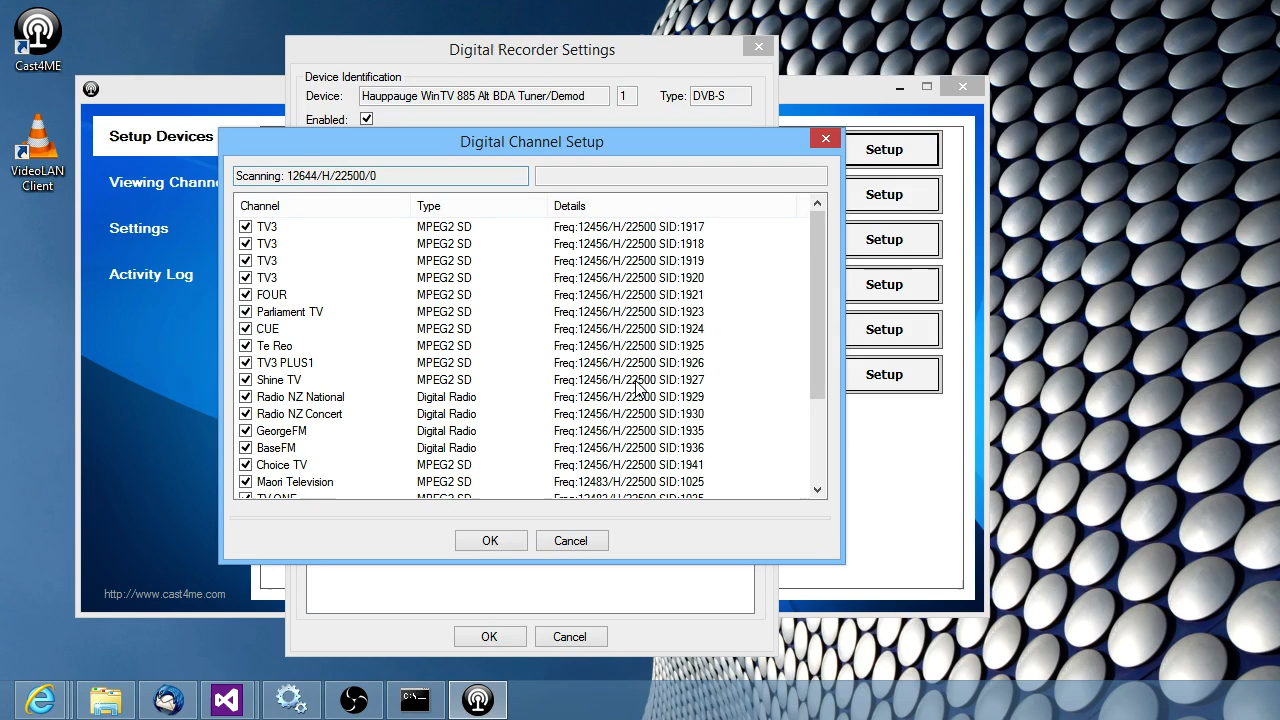 Cast4ME
VideoLAN
Client
Digital Recorder Settings
Device Identification
Device: Hauppauge WinTV 885 Alt BDA Tuner/Demod 1 Type: DVB-S
Enabled:
Setup Devices
Viewing Chann
Settings
Activity Log
http://www.cast4me.com
Digital Channel Setup
Scanning: 12644/H/22500/0
Channel Type Details
TV3 MPEG2 SD Freq:12456/H/22500 SID:1917
TV3 MPEG2 SD Freq:12456/H/22500 SID:1918
TV3 MPEG2 SD Freq:12456/H/22500 SID:1919
TV3 MPEG2 SD Freq:12456/H/22500 SID:1920
FOUR MPEG2 SD Freq:12456/H/22500 SID:1921
Parliament TV MPEG2 SD Freq:12456/H/22500 SID:1923
CUE MPEG2 SD Freq:12456/H/22500 SID:1924
Te Reo MPEG2 SD Freq:12456/H/22500 SID:1925
TV3 PLUS1 MPEG2 SD Freq:12456/H/22500 SID:1926
Shine TV MPEG2 SD Freq:12456/H/22500 SID:1927
Radio NZ National Digital Radio Freq:12456/H/22500 SID:1929
Radio NZ Concert Digital Radio Freq:12456/H/22500 SID:1930
GeorgeFM Digital Radio Freq:12456/H/22500 SID:1935
BaseFM Digital Radio Freq:12456/H/22500 SID:1936
Choice TV MPEG2 SD Freq:12456/H/22500 SID:1941
Maori Television MPEG2 SD Freq:12483/H/22500 SID:1025
TV ONE MPEG2 SD Freq:12483/H/22500 SID:1035
OK Cancel
Setup
Setup
Setup
Setup
Setup
Setup
OK Cancel
C:\_